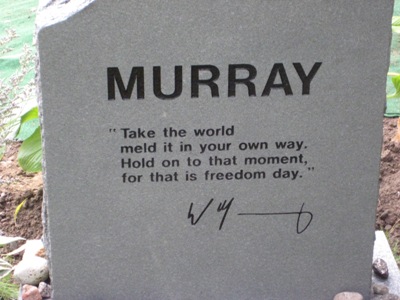 MURRAY
"Take the world
meld it in your own way.
Hold on to that moment,
for that is freedom day."